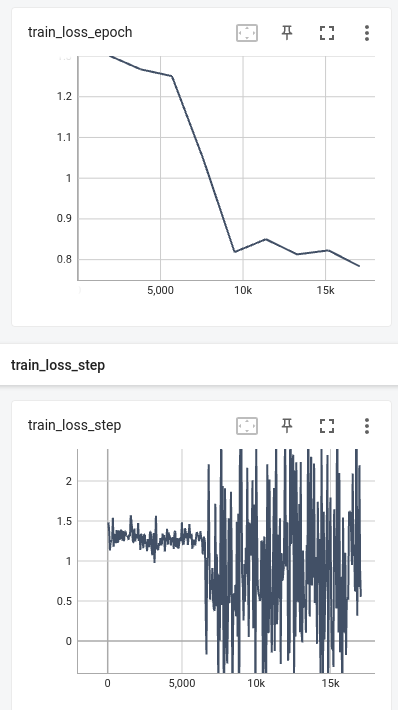 train_loss_epoch
1.2
1.1
1
0.9
0.8
5,000 10k 15k
train_loss_step
train_loss_step
2
1.5
1
0.5
0
0 5,000 10k 15k